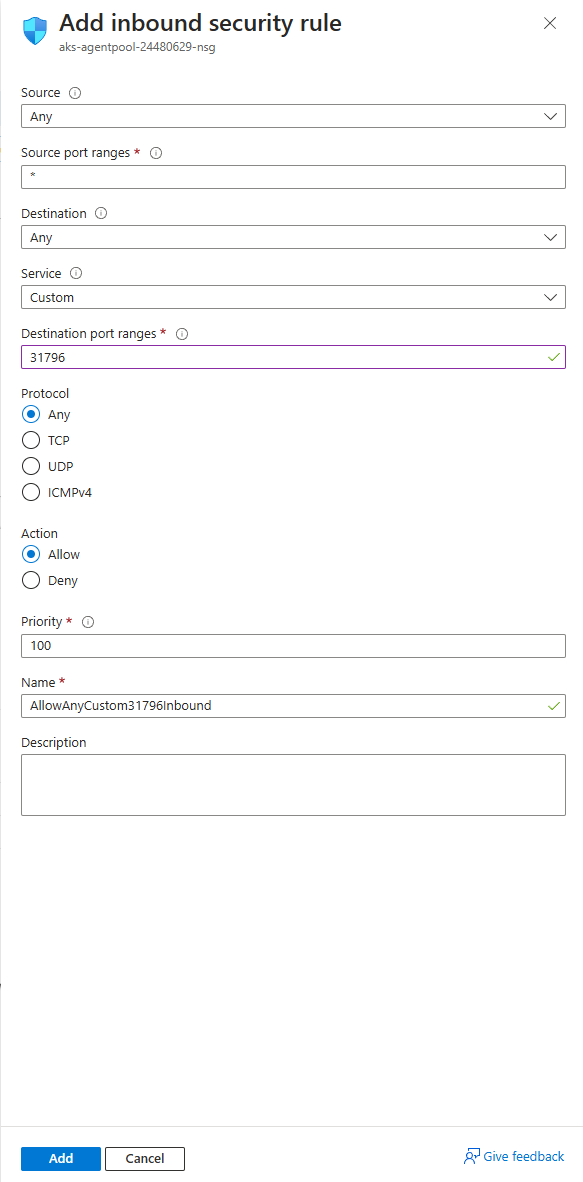 Add inbound security rule
aks-agentpool-24480629-nsg
Source
Any
Source port ranges *
*
Destination
Any
Service
Custom
Destination port ranges *
31796
Protocol
Any
TCP
UDP
ICMPv4
Action
Allow
Deny
Priority *
100
Name *
AllowAnyCustom31796Inbound
Description
Add
Cancel
Give feedback